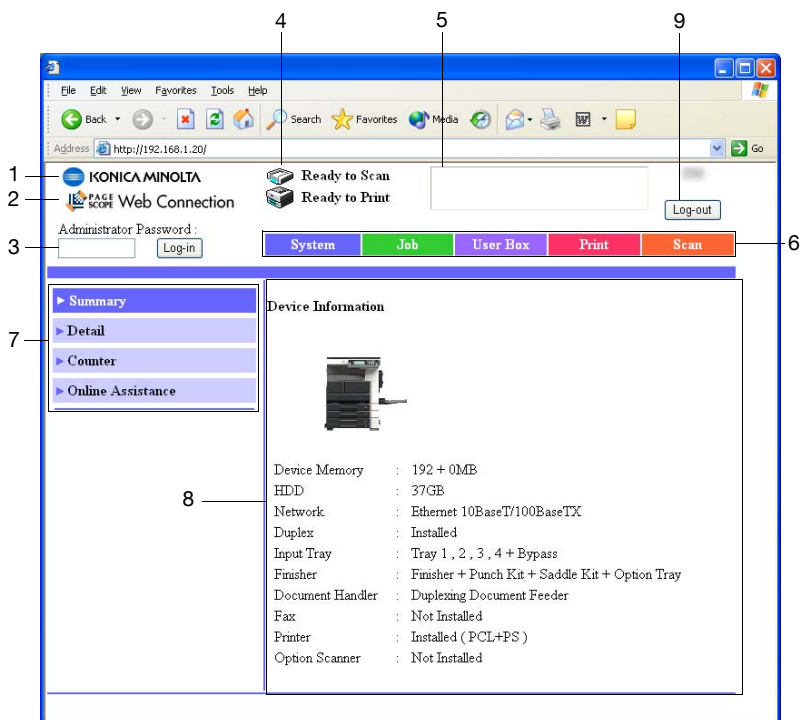 4 5 9
File Edit View Favorites Tools Help
Back Search Favorites Media
Address http://192.168.1.20/ Go
1 KONICA MINOLTA Ready to Scan
2 PAGE SCOPE Web Connection Ready to Print
Log-out
Administrator Password :
3 Log-in System Job User Box Print Scan 6
Summary
Device Information
7 Detail
Counter
Online Assistance
8
Device Memory : 192 + 0MB
HDD : 37GB
Network : Ethernet 10BaseT/100BaseTX
Duplex : Installed
Input Tray : Tray 1 , 2 , 3 , 4 + Bypass
Finisher : Finisher + Punch Kit + Saddle Kit + Option Tray
Document Handler : Duplexing Document Feeder
Fax : Not Installed
Printer : Installed ( PCL+PS )
Option Scanner : Not Installed